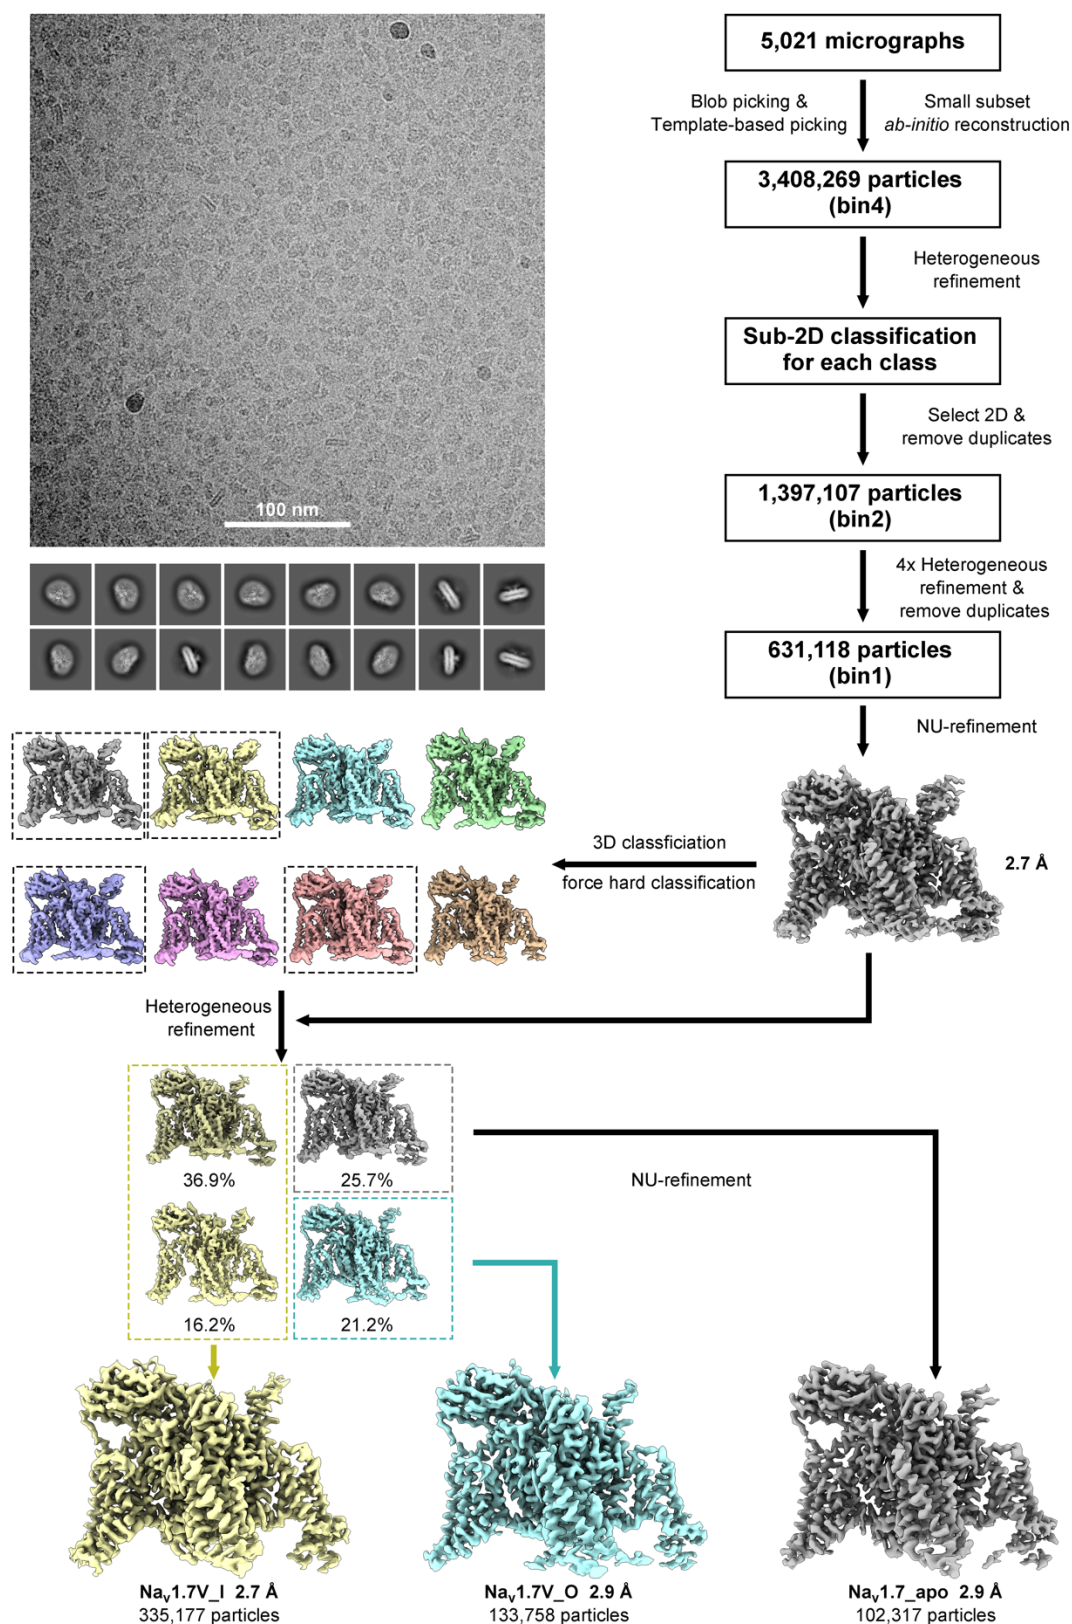 5,021 micrographs
Blob picking &
Template-based picking
Small subset
ab-initio reconstruction
3,408,269 particles
(bin4)
Heterogeneous
refinement
Sub-2D classification
for each class
Select 2D &
remove duplicates
100 nm
1,397,107 particles
(bin2)
4x Heterogeneous
refinement &
remove duplicates
631,118 particles
(bin1)
NU-refinement
3D classficiation
force hard classification
2.7 Å
Heterogeneous
refinement
36.9%
25.7%
NU-refinement
16.2%
21.2%
Nav1.7V_I 2.7 Å
335,177 particles
Nav1.7V_O 2.9 Å
133,758 particles
Nav1.7_apo 2.9 Å
102,317 particles